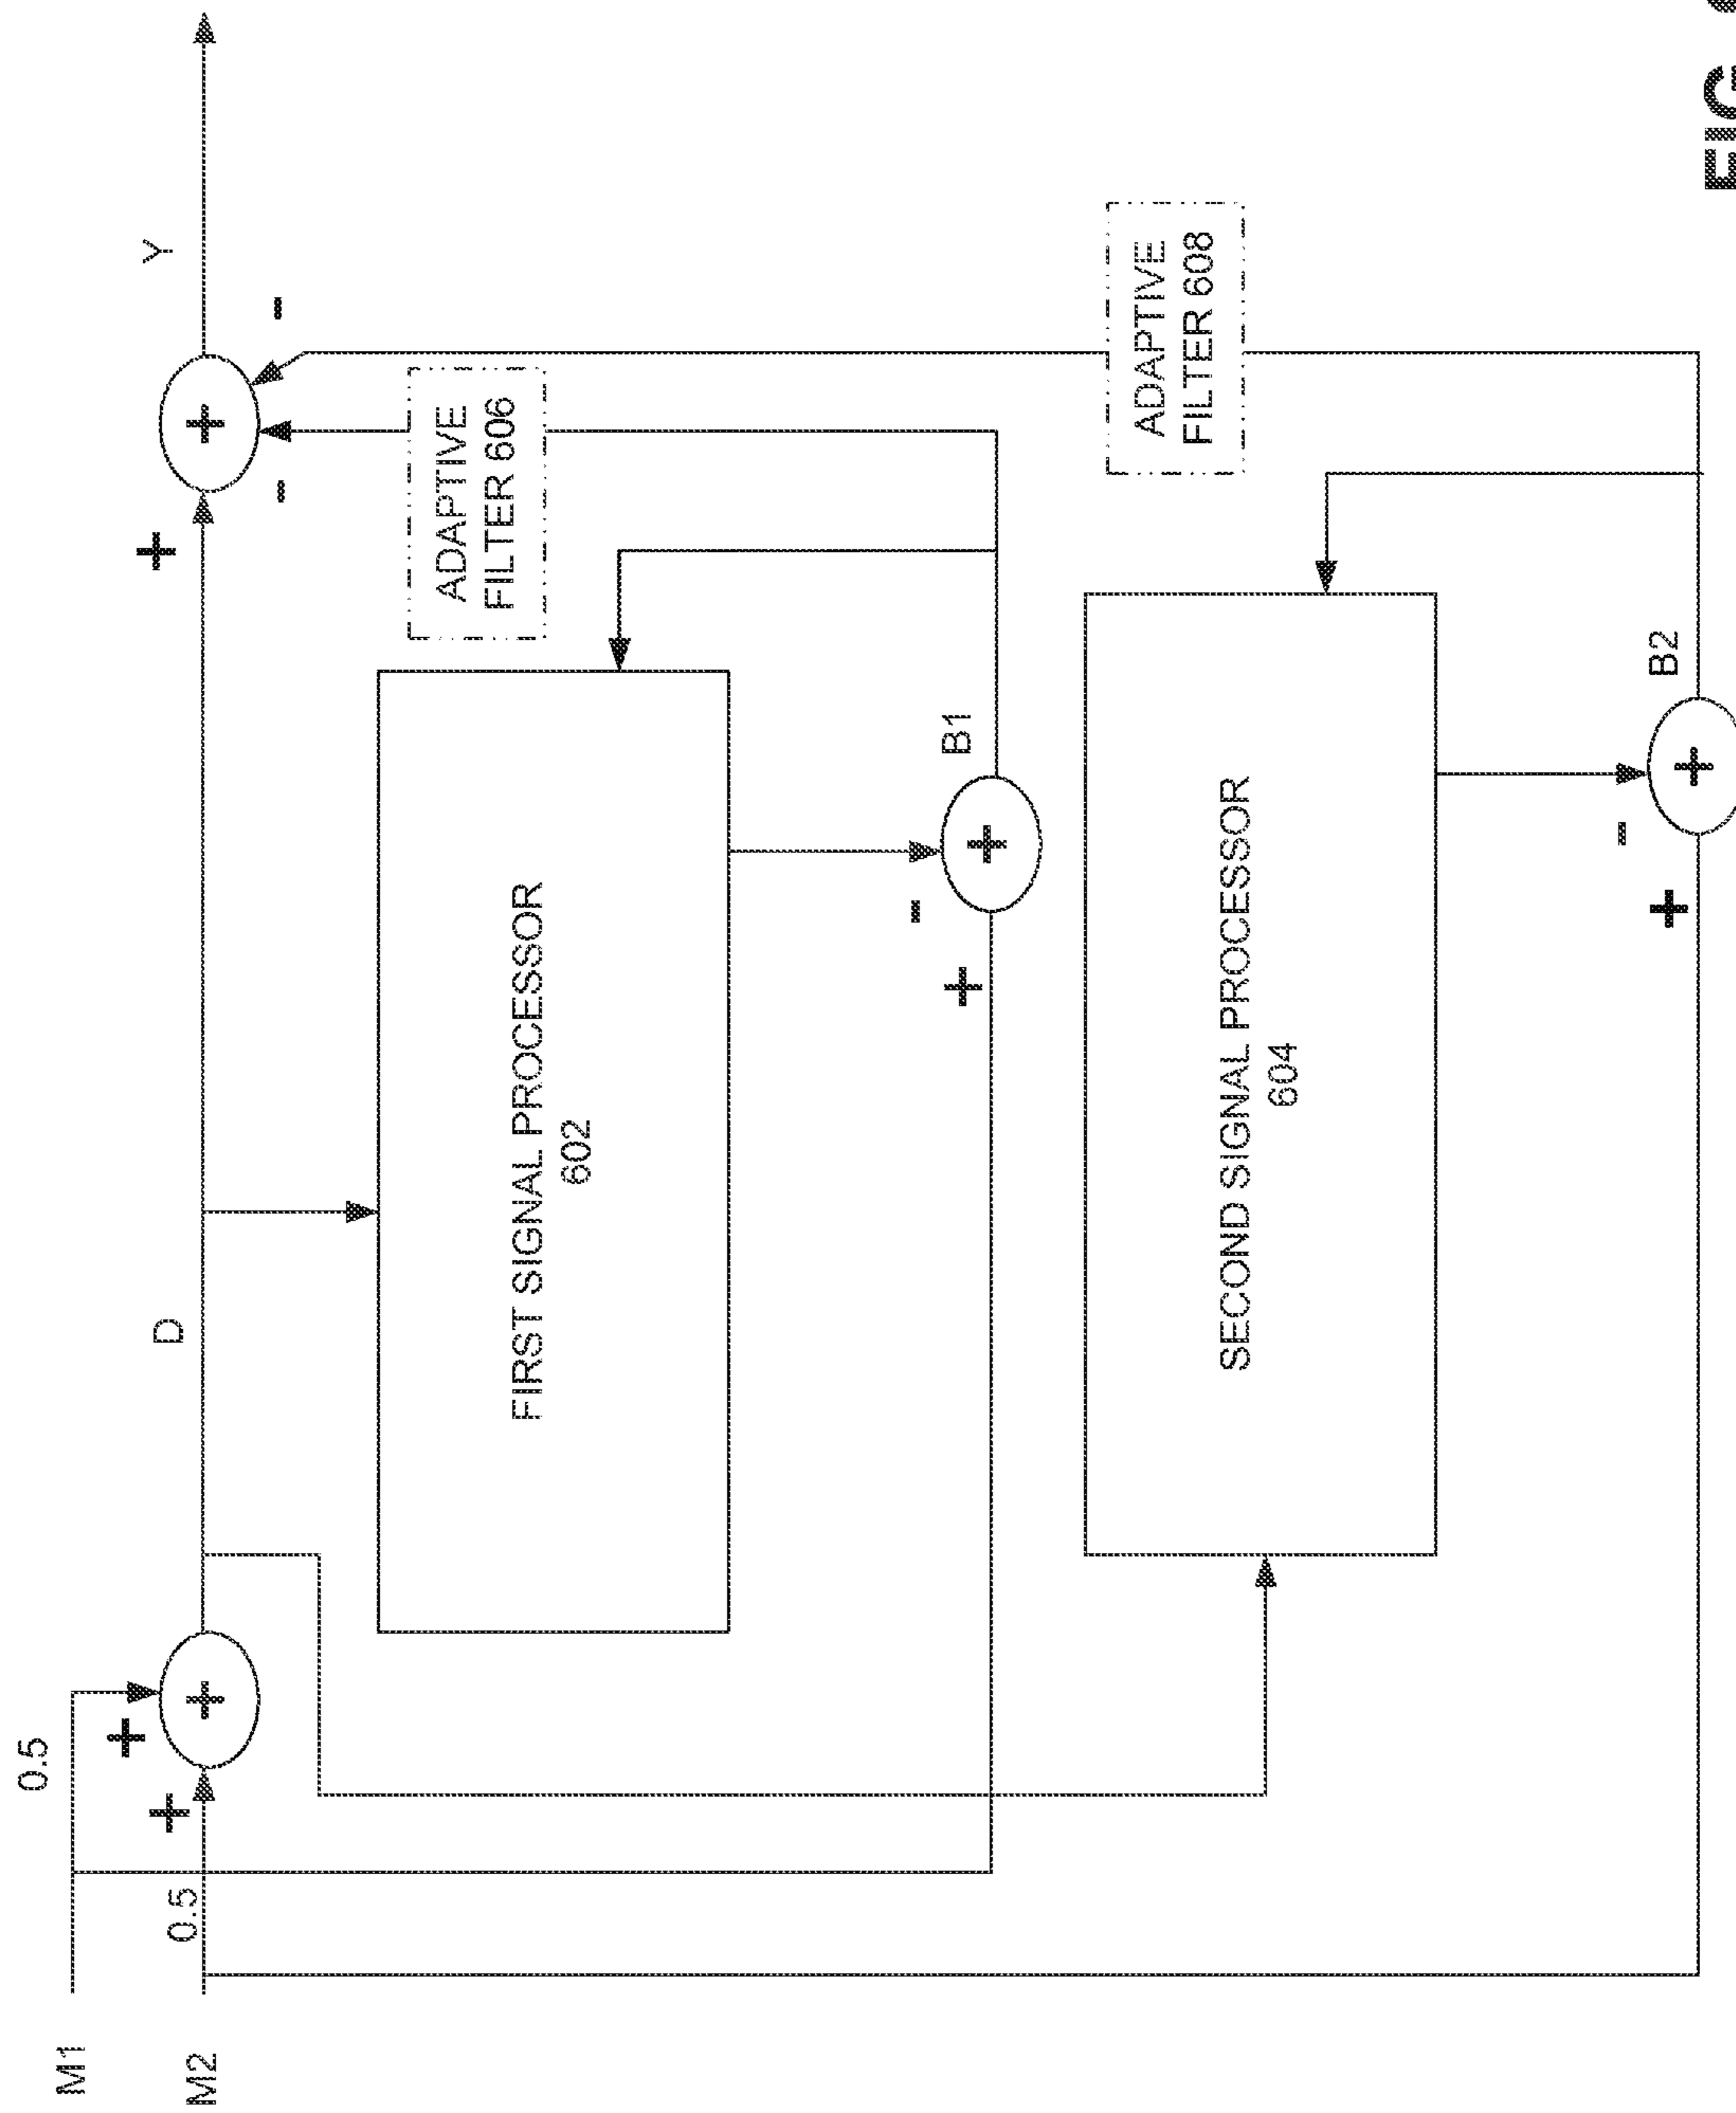 0.5
M1
+
+ D + Y
0.5
M2 + +
- -
ADAPTIVE
FILTER 606
FIRST SIGNAL PROCESSOR
602
-
B1
+
+
ADAPTIVE
FILTER 608
SECOND SIGNAL PROCESSOR
604
-
B2
+
+
FIG